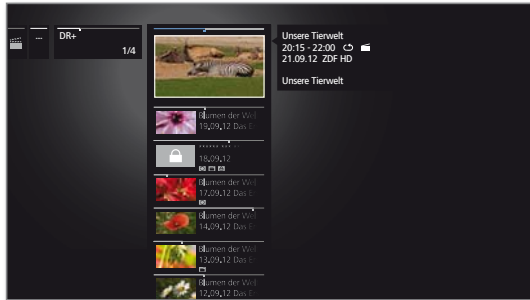 ...
DR+
1/4
Unsere Tierwelt
20:15 - 22:00
21.09.12 ZDF HD
Unsere Tierwelt
Blumen der Wel
19.09.12 Das E
18.09.12
Blumen der Wel
17.09.12 Das E
Blumen der Wel
14.09.12 Das E
Blumen der Wel
13.09.12 Das E
Blumen der Wel
12.09.12 Das E